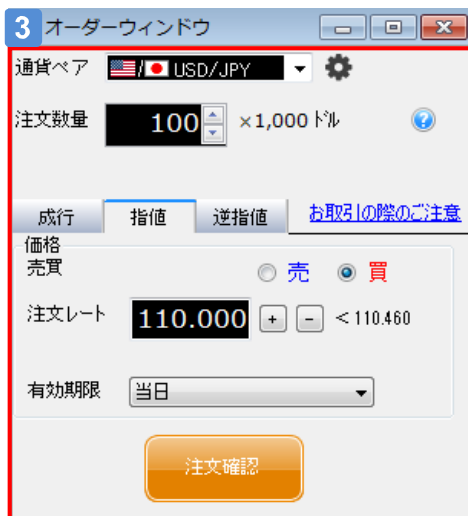 3 オーダーウィンドウ
通貨ペア USD/JPY
注文数量 100 ×1,000 ドル ?
成行 指値 逆指値 お取引の際のご注意
価格
売買 売 買
注文レート 110.000 + - < 110.460
有効期限 当日
注文確認